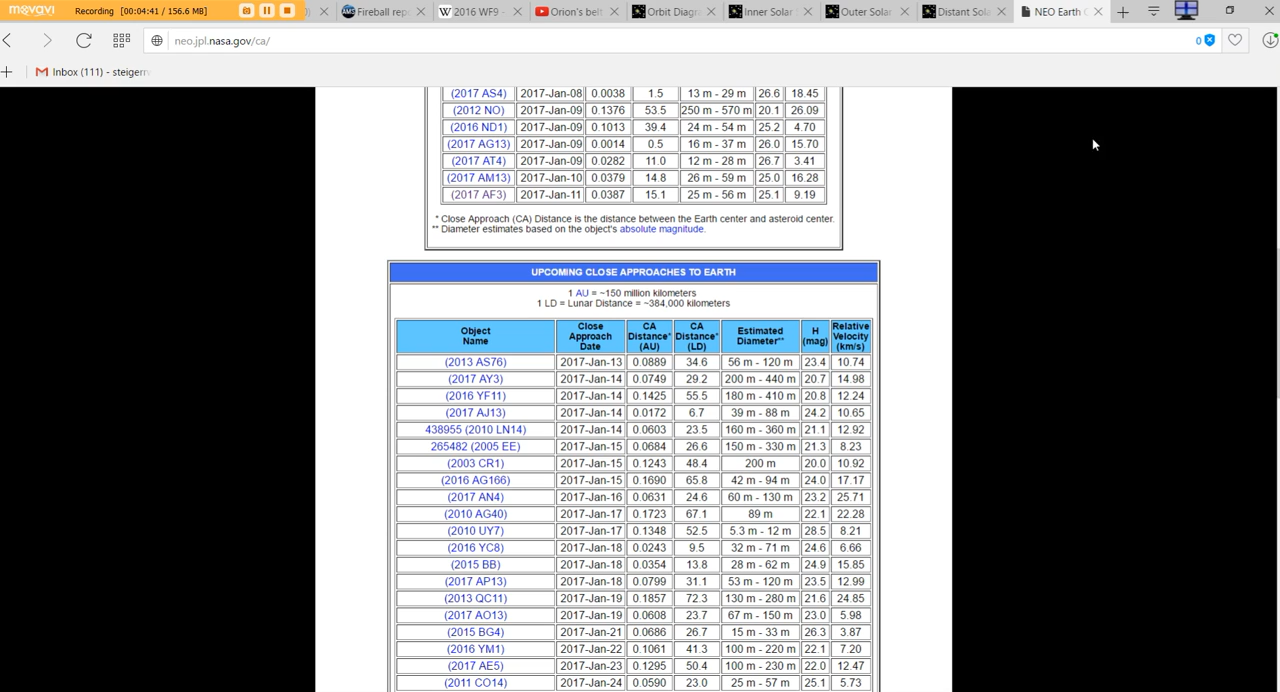 movavi Recording [00:04:41 / 156.6 MB]
Fireball rep
2016 WF9 -
Orion's belt
Orbit Diagr
Inner Solar
Outer Solar
Distant Sola
NEO Earth C
neo.jpl.nasa.gov/ca/
0
Inbox (111) - steigern
(2017 AS4) 2017-Jan-08 0.0038 1.5 13 m - 29 m 26.6 18.45
(2012 NO) 2017-Jan-09 0.1376 53.5 250 m - 570 m 20.1 26.09
(2016 ND1) 2017-Jan-09 0.1013 39.4 24 m - 54 m 25.2 4.70
(2017 AG13) 2017-Jan-09 0.0014 0.5 16 m - 37 m 26.0 15.70
(2017 AT4) 2017-Jan-09 0.0282 11.0 12 m - 28 m 26.7 3.41
(2017 AM13) 2017-Jan-10 0.0379 14.8 26 m - 59 m 25.0 16.28
(2017 AF3) 2017-Jan-11 0.0387 15.1 25 m - 56 m 25.1 9.19
* Close Approach (CA) Distance is the distance between the Earth center and asteroid center.
** Diameter estimates based on the object's absolute magnitude.
UPCOMING CLOSE APPROACHES TO EARTH
1 AU = ~150 million kilometers
1 LD = Lunar Distance = ~384,000 kilometers
Object Name Close Approach Date CA Distance* (AU) CA Distance* (LD) Estimated Diameter** H (mag) Relative Velocity (km/s)
(2013 AS76) 2017-Jan-13 0.0889 34.6 56 m - 120 m 23.4 10.74
(2017 AY3) 2017-Jan-14 0.0749 29.2 200 m - 440 m 20.7 14.98
(2016 YF11) 2017-Jan-14 0.1425 55.5 180 m - 410 m 20.8 12.24
(2017 AJ13) 2017-Jan-14 0.0172 6.7 39 m - 88 m 24.2 10.65
438955 (2010 LN14) 2017-Jan-14 0.0603 23.5 160 m - 360 m 21.1 12.92
265482 (2005 EE) 2017-Jan-15 0.0684 26.6 150 m - 330 m 21.3 8.23
(2003 CR1) 2017-Jan-15 0.1243 48.4 200 m 20.0 10.92
(2016 AG166) 2017-Jan-15 0.1690 65.8 42 m - 94 m 24.0 17.17
(2017 AN4) 2017-Jan-16 0.0631 24.6 60 m - 130 m 23.2 25.71
(2010 AG40) 2017-Jan-17 0.1723 67.1 89 m 22.1 22.28
(2010 UY7) 2017-Jan-17 0.1348 52.5 5.3 m - 12 m 28.5 8.21
(2016 YC8) 2017-Jan-18 0.0243 9.5 32 m - 71 m 24.6 6.66
(2015 BB) 2017-Jan-18 0.0354 13.8 28 m - 62 m 24.9 15.85
(2017 AP13) 2017-Jan-18 0.0799 31.1 53 m - 120 m 23.5 12.99
(2013 QC11) 2017-Jan-19 0.1857 72.3 130 m - 280 m 21.6 24.85
(2017 AO13) 2017-Jan-19 0.0608 23.7 67 m - 150 m 23.0 5.98
(2015 BG4) 2017-Jan-21 0.0686 26.7 15 m - 33 m 26.3 3.87
(2016 YM1) 2017-Jan-22 0.1061 41.3 100 m - 220 m 22.1 7.20
(2017 AE5) 2017-Jan-23 0.1295 50.4 100 m - 230 m 22.0 12.47
(2011 CO14) 2017-Jan-24 0.0590 23.0 25 m - 57 m 25.1 5.73